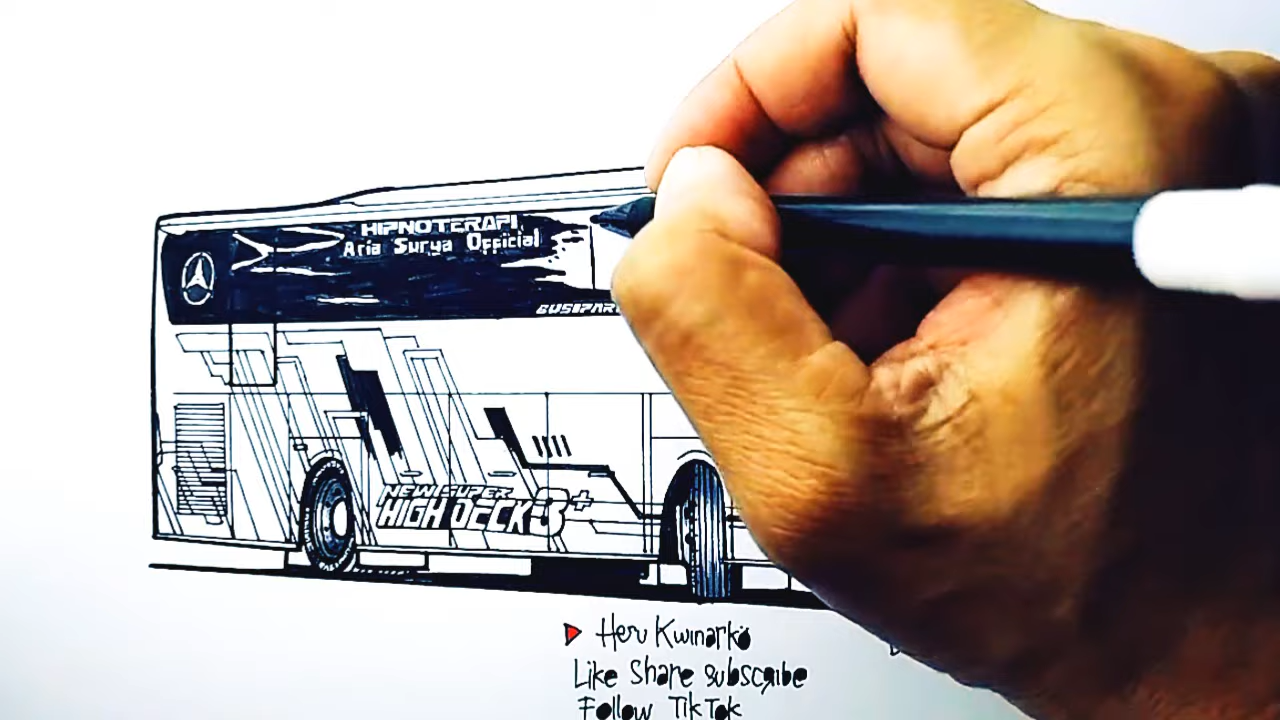 HIPNOTERAPI
Aria Surya Official
NEW SUPER
HIGH DECK 3+
Heru Kwinarko
Like Share Subscribe
Follow TikTok